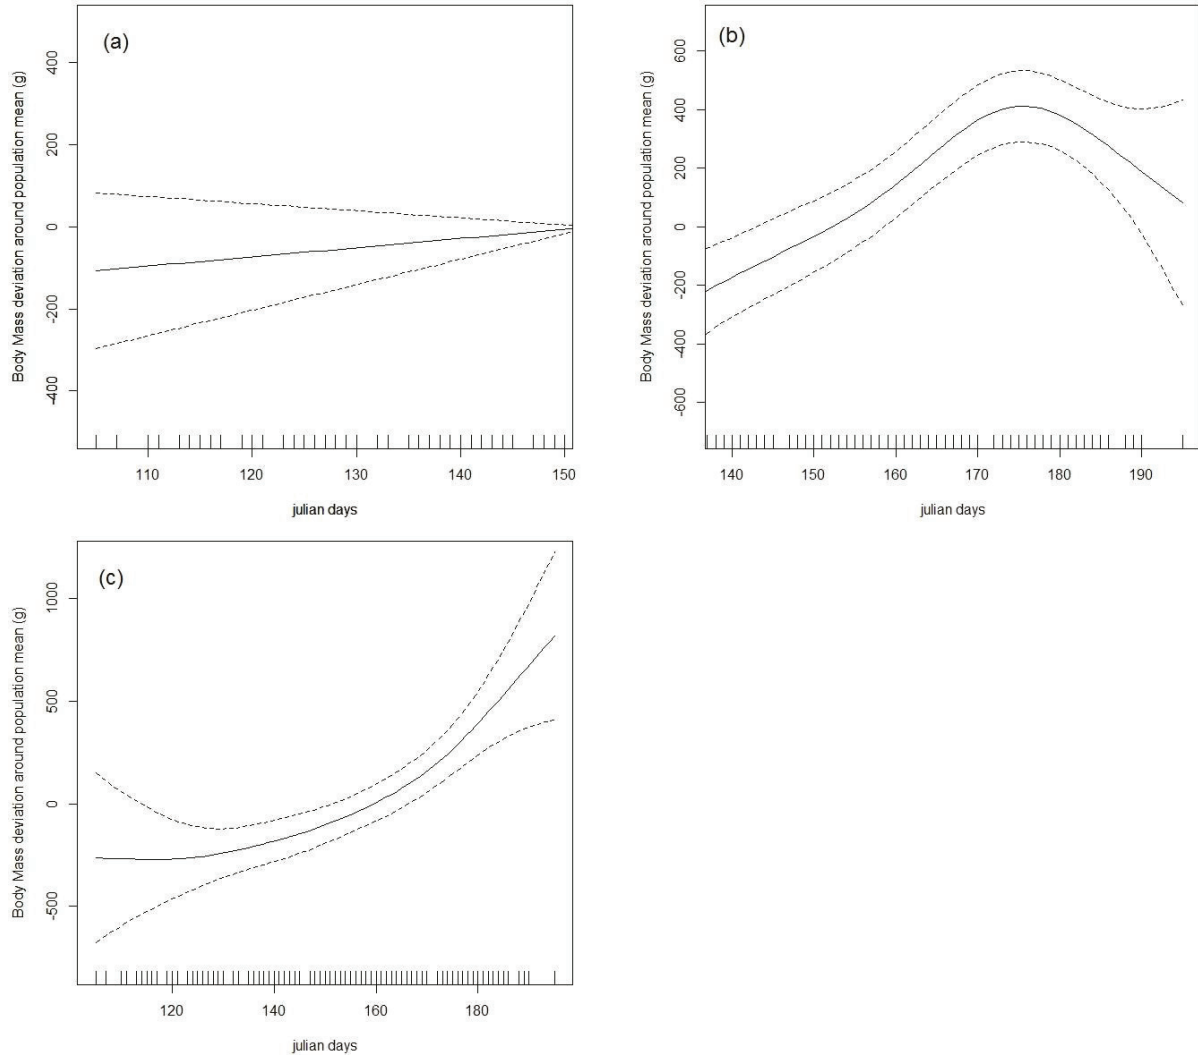 (a)
Body Mass deviation around population mean (g)
400
200
0
-200
-400
110 120 130 140 150
julian days
(b)
Body Mass deviation around population mean (g)
600
400
200
0
-200
-400
-600
140 150 160 170 180 190
julian days
(c)
Body Mass deviation around population mean (g)
1000
500
0
-500
120 140 160 180
julian days